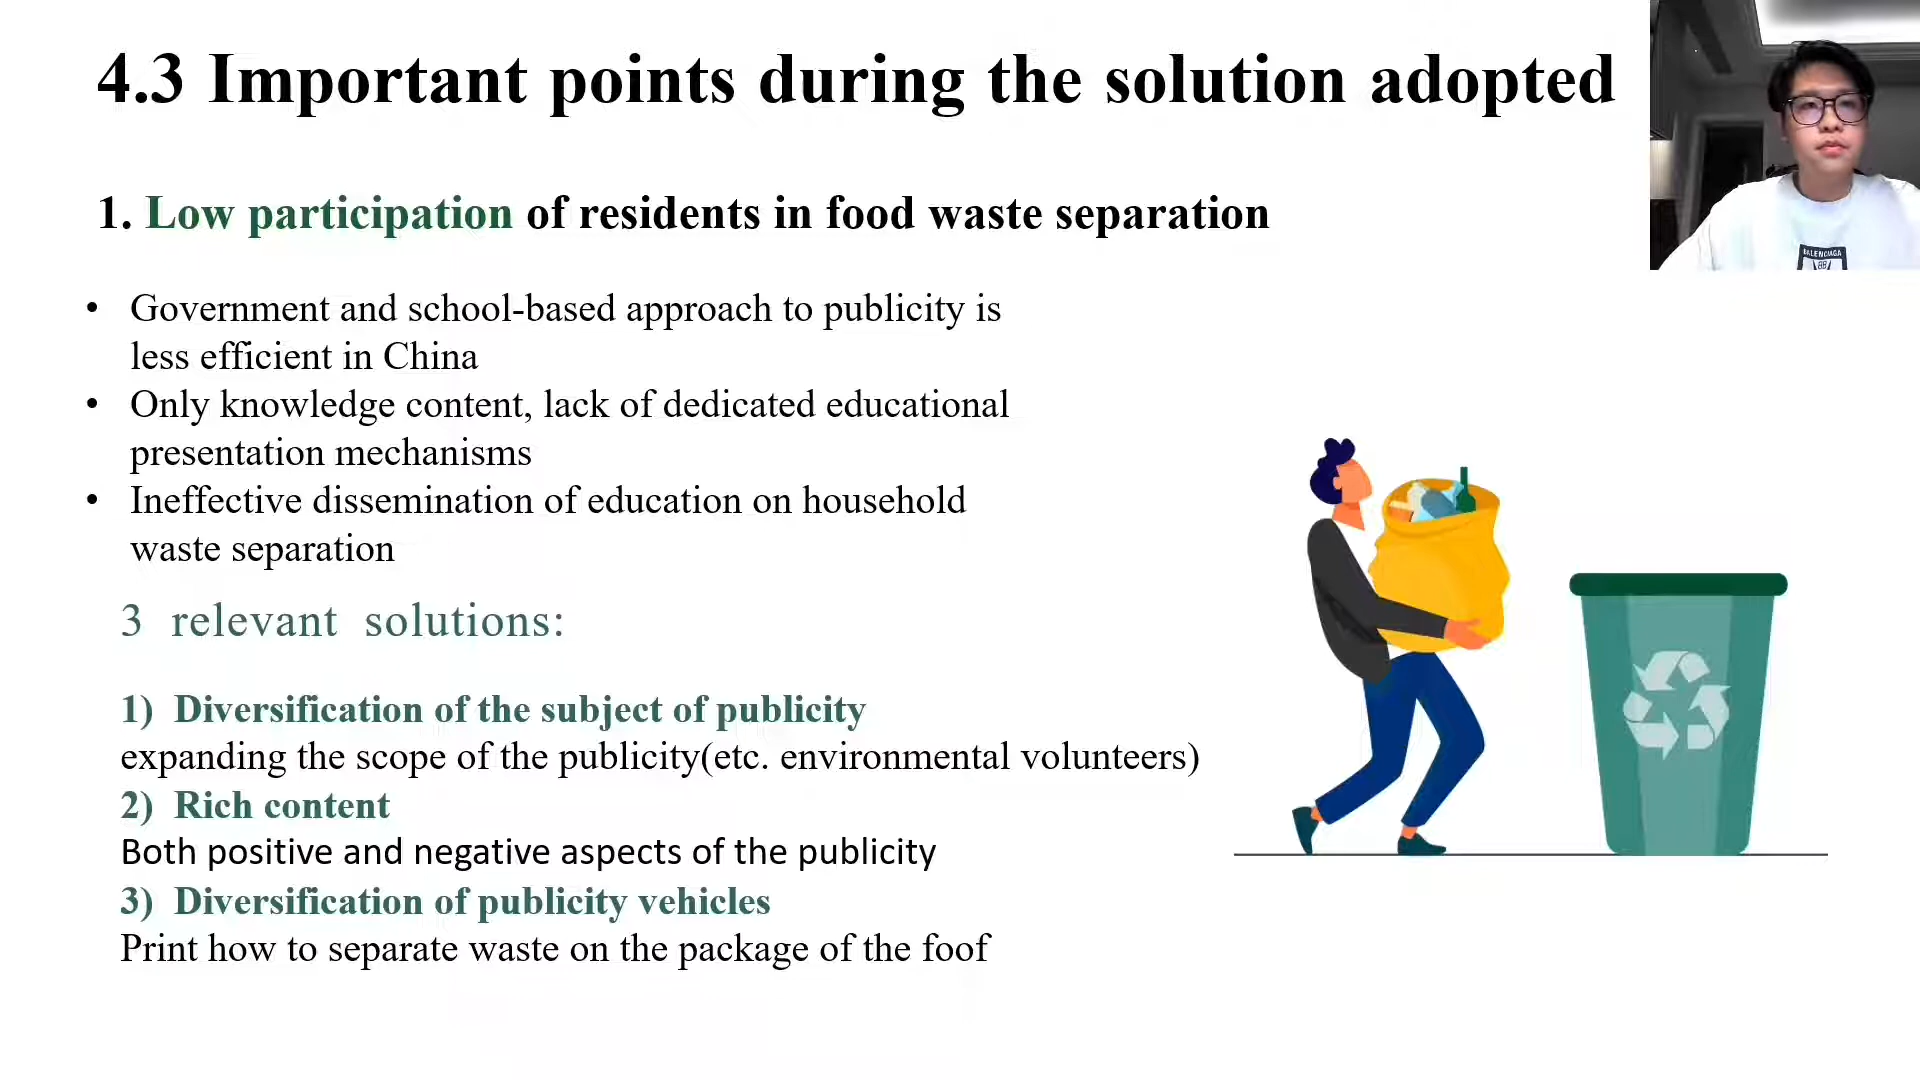 4.3 Important points during the solution adopted
1. Low participation of residents in food waste separation
• Government and school-based approach to publicity is
less efficient in China
• Only knowledge content, lack of dedicated educational
presentation mechanisms
• Ineffective dissemination of education on household
waste separation
3 relevant solutions:
1) Diversification of the subject of publicity
expanding the scope of the publicity(etc. environmental volunteers)
2) Rich content
Both positive and negative aspects of the publicity
3) Diversification of publicity vehicles
Print how to separate waste on the package of the foof
BALENCIAGA